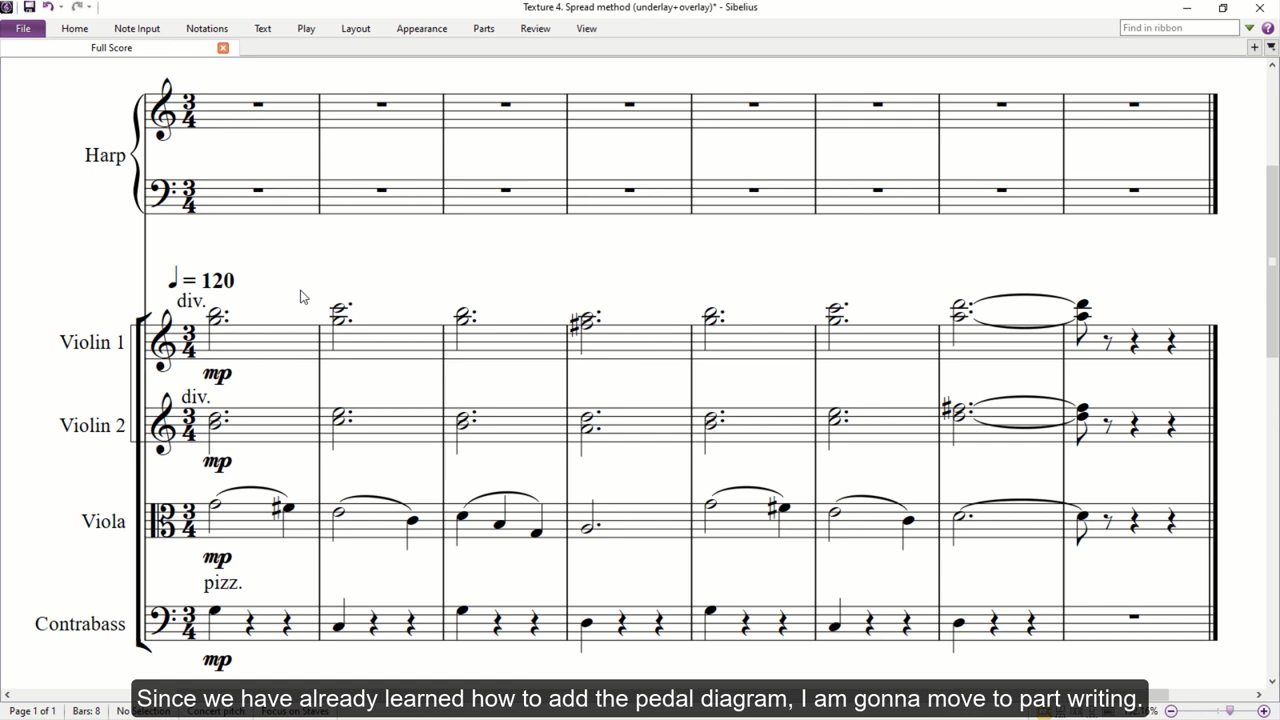 Texture 4. Spread method (underlay+overlay)* - Sibelius
File Home Note Input Notations Text Play Layout Appearance Parts Review View Find in ribbon
Full Score
Harp
= 120
div.
Violin 1
mp
div.
Violin 2
mp
Viola
mp
pizz.
Contrabass
mp
Since we have already learned how to add the pedal diagram, I am gonna move to part writing.
Page 1 of 1 Bars: 8